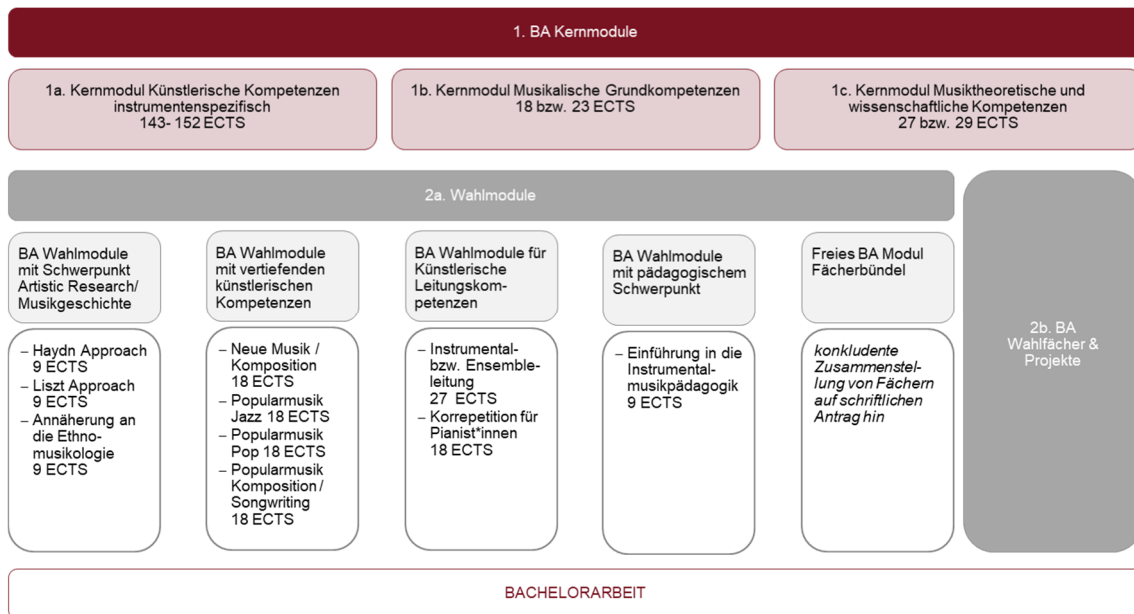 1. BA Kernmodule
1a. Kernmodul Künstlerische Kompetenzen
instrumentenspezifisch
143- 152 ECTS
1b. Kernmodul Musikalische Grundkompetenzen
18 bzw. 23 ECTS
1c. Kernmodul Musiktheoretische und
wissenschaftliche Kompetenzen
27 bzw. 29 ECTS
2a. Wahlmodule
BA Wahlmodule
mit Schwerpunkt
Artistic Research/
Musikgeschichte
– Haydn Approach
9 ECTS
– Liszt Approach
9 ECTS
– Annäherung an
die Ethno-
musikologie
9 ECTS
BA Wahlmodule
mit vertiefenden
künstlerischen
Kompetenzen
– Neue Musik /
Komposition
18 ECTS
– Popularmusik
Jazz 18 ECTS
– Popularmusik
Pop 18 ECTS
– Popularmusik
Komposition /
Songwriting
18 ECTS
BA Wahlmodule für
Künstlerische
Leitungskom-
petenzen
– Instrumental-
bzw. Ensemble-
leitung
27 ECTS
– Korrepetition für
Pianist*innen
18 ECTS
BA Wahlmodule
mit pädagogischem
Schwerpunkt
– Einführung in die
Instrumental-
musikpädagogik
9 ECTS
Freies BA Modul
Fächerbündel
konkludente
Zusammenstel-
lung von Fächern
auf schriftlichen
Antrag hin
2b. BA
Wahlfächer &
Projekte
BACHELORARBEIT